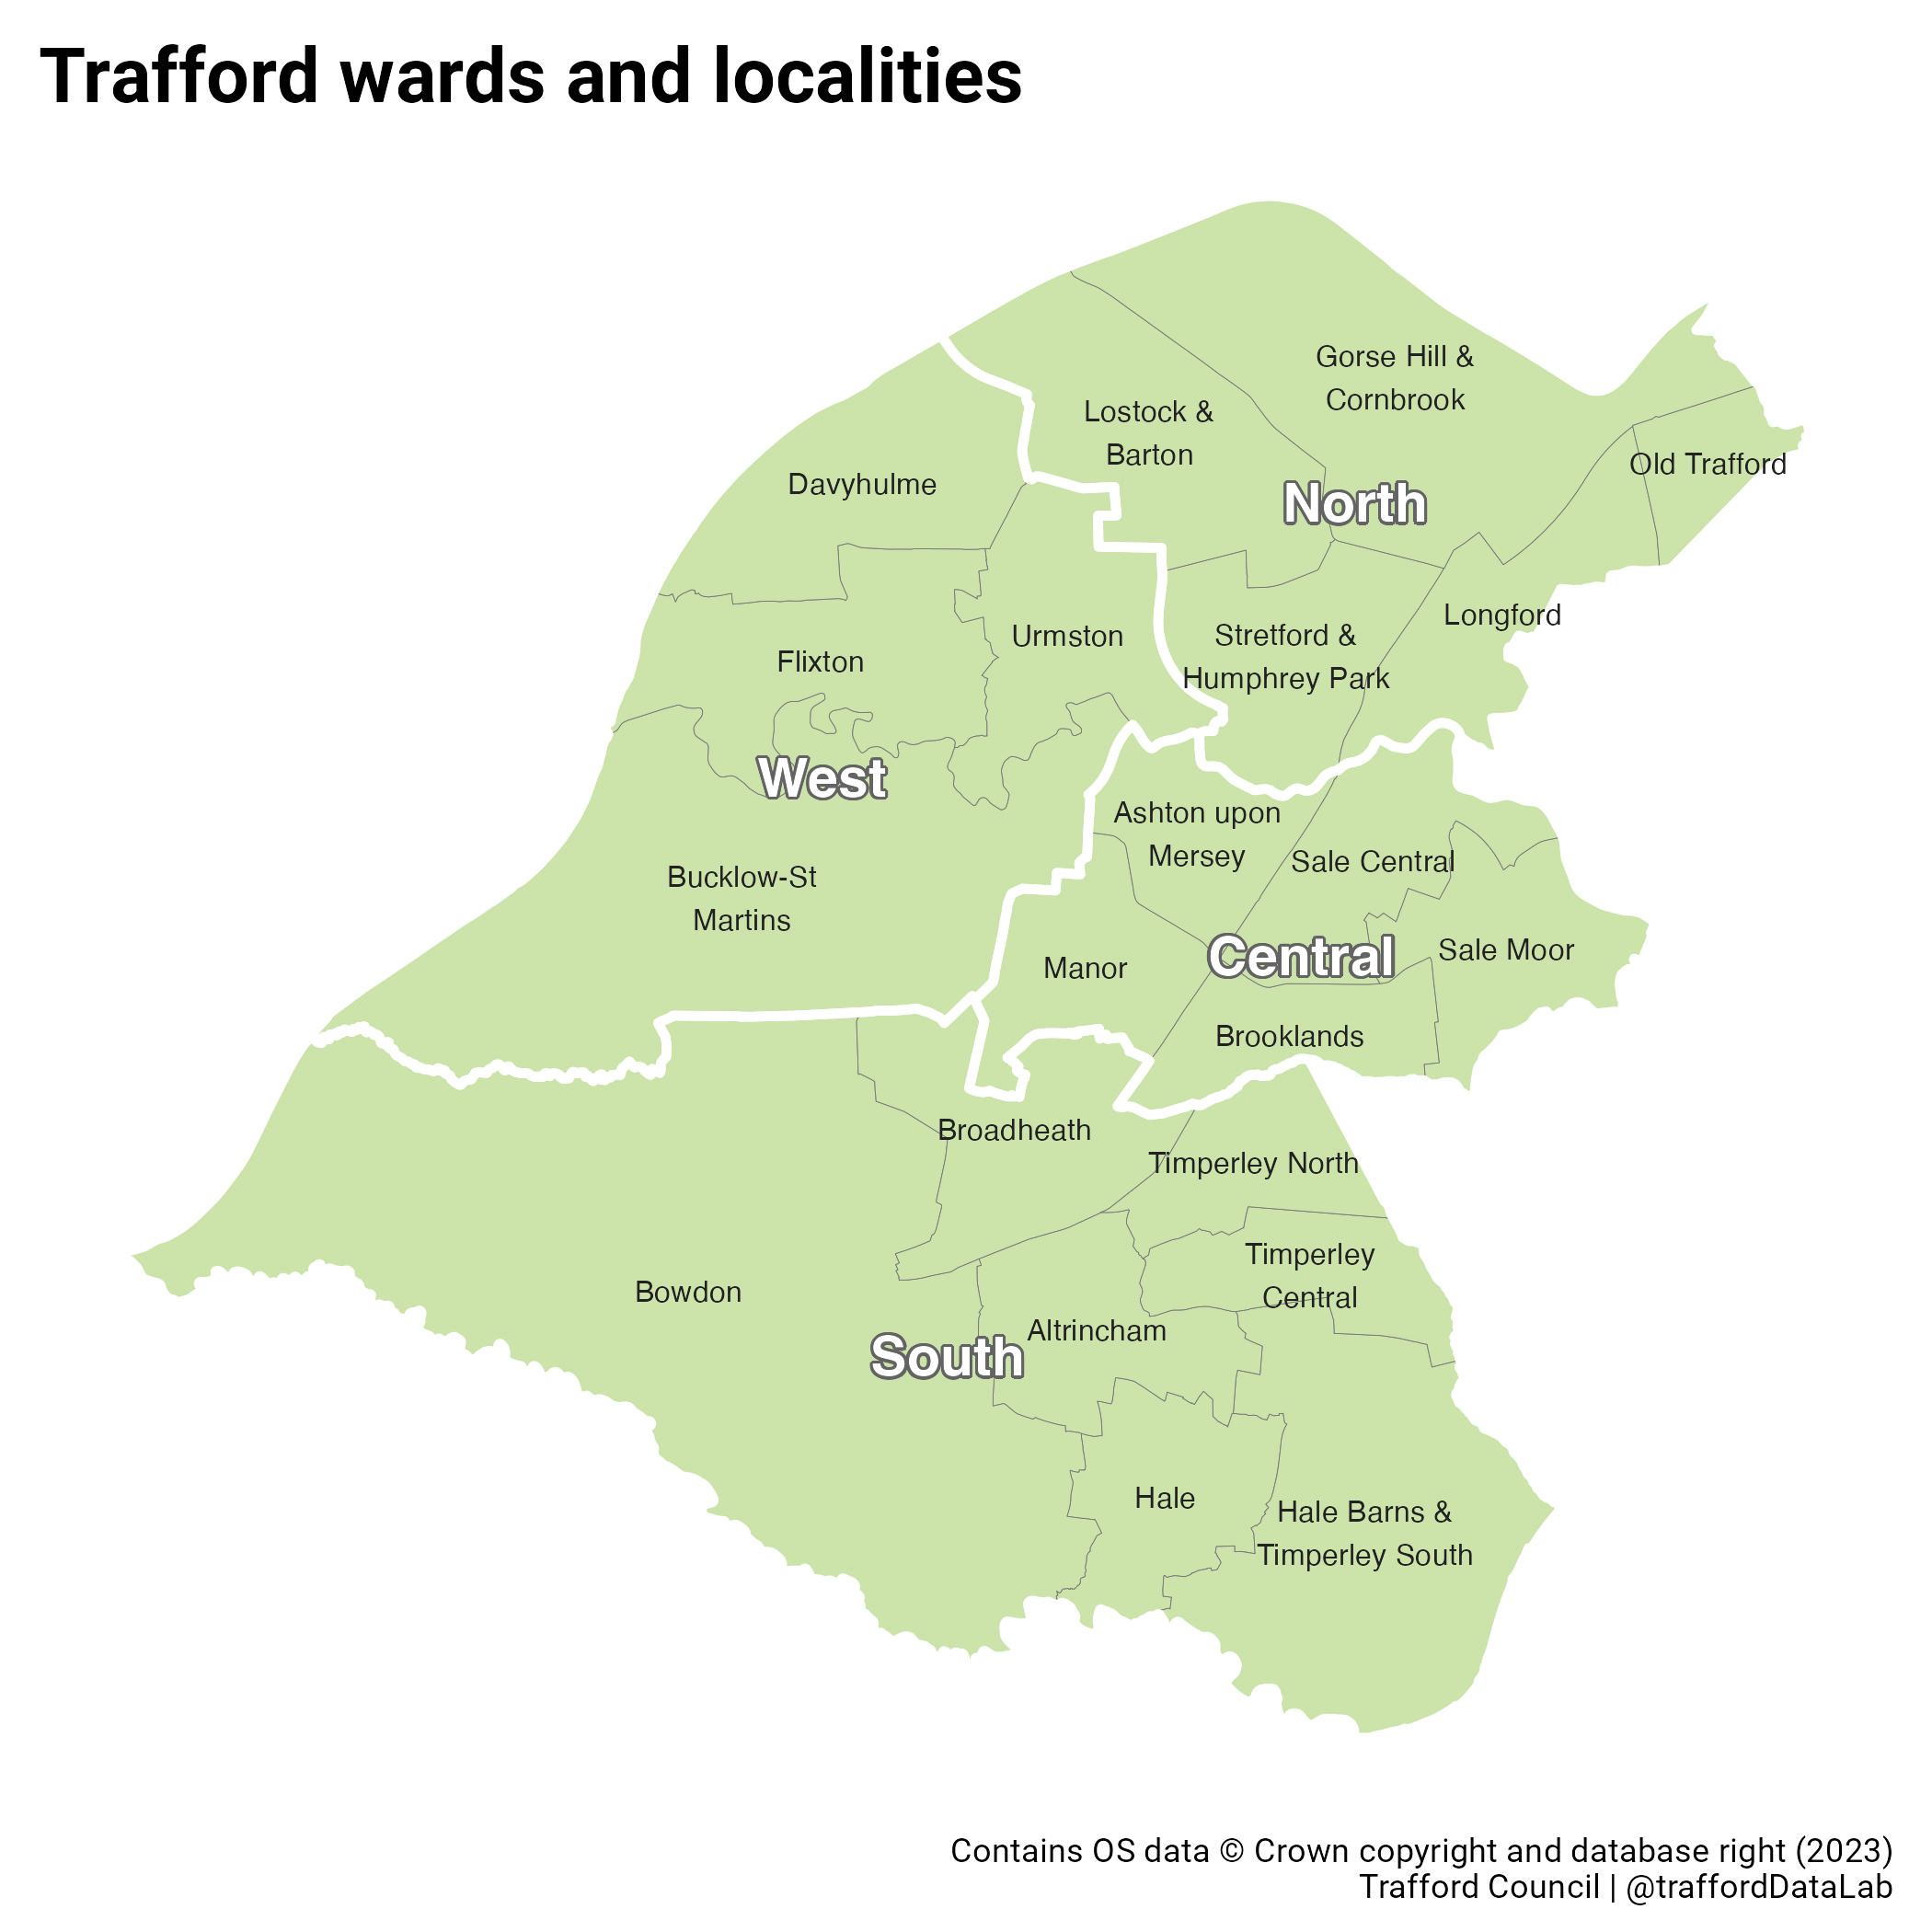 Trafford wards and localities
Gorse Hill &
Cornbrook
Lostock &
Barton
Old Trafford
Davyhulme
North
Longford
Stretford &
Humphrey Park
Urmston
Flixton
West
Ashton upon
Mersey
Sale Central
Bucklow-St
Martins
Sale Moor
Central
Manor
Brooklands
Broadheath
Timperley North
Timperley
Central
Bowdon
Altrincham
South
Hale
Hale Barns &
Timperley South
Contains OS data © Crown copyright and database right (2023)
Trafford Council | @traffordDataLab